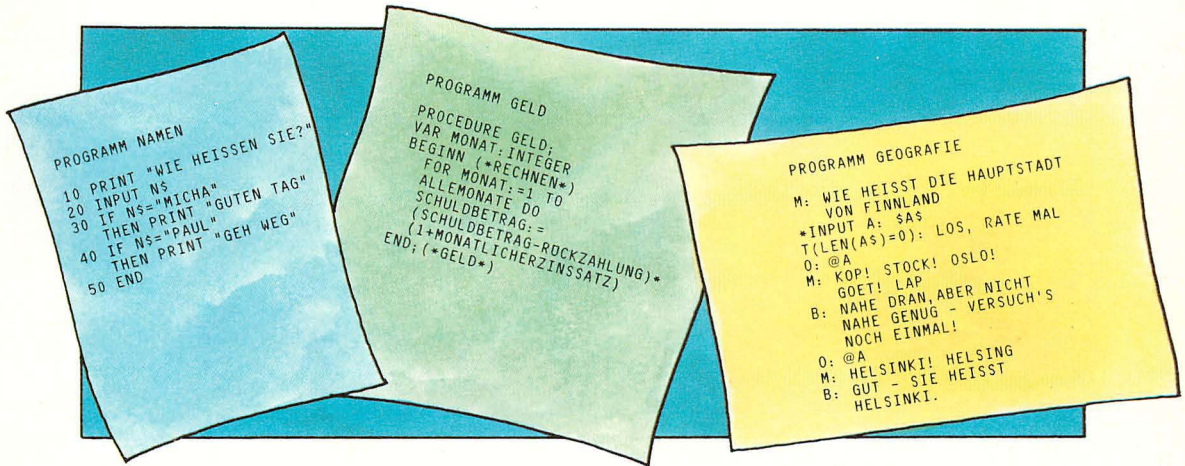 PROGRAMM NAMEN
10 PRINT "WIE HEISSEN SIE?"
20 INPUT N$
30 IF N$="MICHA"
THEN PRINT "GUTEN TAG"
40 IF N$="PAUL"
THEN PRINT "GEH WEG"
50 END
PROGRAMM GELD
PROCEDURE GELD;
VAR MONAT:INTEGER
BEGINN (*RECHNEN*)
FOR MONAT:=1 TO
ALLEMONATE DO
SCHULDBETRAG:=
(SCHULDBETRAG-RÜCKZAHLUNG)*
(1+MONATLICHERZINSSATZ)
END;(*GELD*)
PROGRAMM GEOGRAFIE
M: WIE HEISST DIE HAUPTSTADT
VON FINNLAND
*INPUT A: $A$
T(LEN(A$)=0): LOS, RATE MAL
O: @A
M: KOP! STOCK! OSLO!
GOET! LAP
B: NAHE DRAN,ABER NICHT
NAHE GENUG - VERSUCH'S
NOCH EINMAL!
O: @A
M: HELSINKI! HELSING
B: GUT - SIE HEISST
HELSINKI.